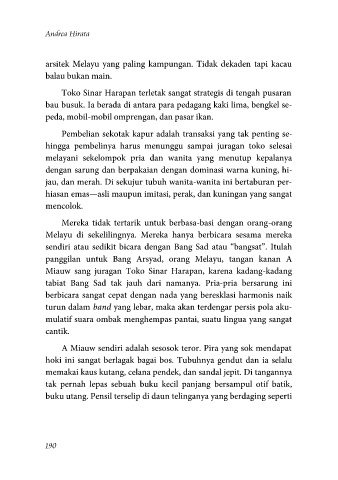 Andrea Hirata
arsitek Melayu yang paling kampungan. Tidak dekaden tapi kacau
balau bukan main.
Toko Sinar Harapan terletak sangat strategis di tengah pusaran
bau busuk. Ia berada di antara para pedagang kaki lima, bengkel se-
peda, mobil-mobil omprengan, dan pasar ikan.
Pembelian sekotak kapur adalah transaksi yang tak penting se-
hingga pembelinya harus menunggu sampai juragan toko selesai
melayani sekelompok pria dan wanita yang menutup kepalanya
dengan sarung dan berpakaian dengan dominasi warna kuning, hi-
jau, dan merah. Di sekujur tubuh wanita-wanita ini bertaburan per-
hiasan emas—asli maupun imitasi, perak, dan kuningan yang sangat
mencolok.
Mereka tidak tertarik untuk berbasa-basi dengan orang-orang
Melayu di sekelilingnya. Mereka hanya berbicara sesama mereka
sendiri atau sedikit bicara dengan Bang Sad atau “bangsat”. Itulah
panggilan untuk Bang Arsyad, orang Melayu, tangan kanan A
Miauw sang juragan Toko Sinar Harapan, karena kadang-kadang
tabiat Bang Sad tak jauh dari namanya. Pria-pria bersarung ini
berbicara sangat cepat dengan nada yang beresklasi harmonis naik
turun dalam band yang lebar, maka akan terdengar persis pola aku-
mulatif suara ombak menghempas pantai, suatu lingua yang sangat
cantik.
A Miauw sendiri adalah sesosok teror. Pira yang sok mendapat
hoki ini sangat berlagak bagai bos. Tubuhnya gendut dan ia selalu
memakai kaus kutang, celana pendek, dan sandal jepit. Di tangannya
tak pernah lepas sebuah buku kecil panjang bersampul otif batik,
buku utang. Pensil terselip di daun telinganya yang berdaging seperti
190